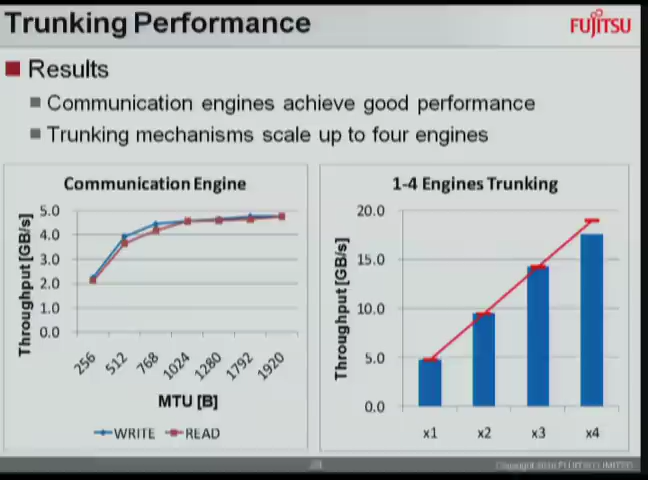 Trunking Performance
FUJITSU
Results
Communication engines achieve good performance
Trunking mechanisms scale up to four engines
Communication Engine
Throughput [GB/s]
5.0
4.0
3.0
2.0
1.0
0.0
256 512 768 1024 1280 1792 1920
MTU [B]
WRITE READ
1-4 Engines Trunking
Throughput [GB/s]
20.0
15.0
10.0
5.0
0.0
x1 x2 x3 x4